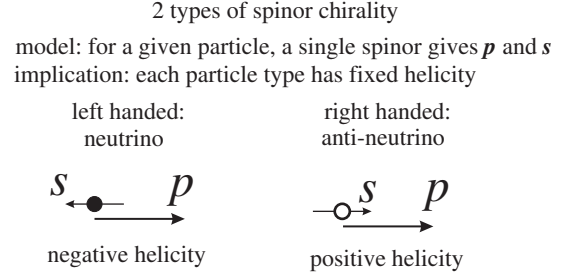 2 types of spinor chirality
model: for a given particle, a single spinor gives p and s
implication: each particle type has fixed helicity
left handed:
neutrino
right handed:
anti-neutrino
s p
s p
negative helicity
positive helicity